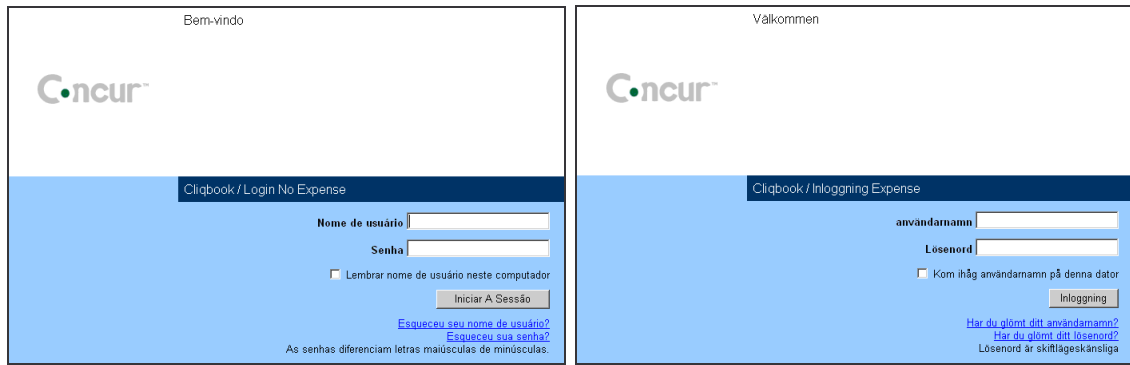 Bem-vindo
Concur™
Cliqbook / Login No Expense
Nome de usuário
Senha
Lembrar nome de usuário neste computador
Iniciar A Sessão
Esqueceu seu nome de usuário?
Esqueceu sua senha?
As senhas diferenciam letras maiúsculas de minúsculas.
Välkommen
Concur™
Cliqbook / Inloggning Expense
användarnamn
Lösenord
Kom ihåg användarnamn på denna dator
Inloggning
Har du glömt ditt användarnamn?
Har du glömt ditt lösenord?
Lösenord är skiftlägeskänsliga